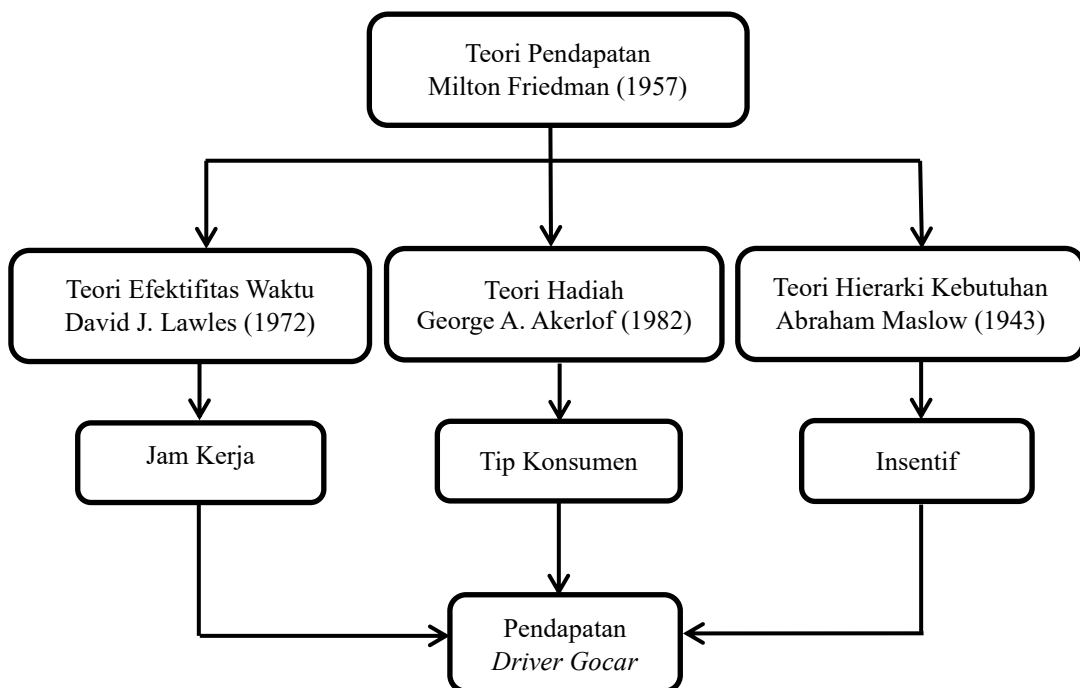 Teori Pendapatan
Milton Friedman (1957)
Teori Efektifitas Waktu
David J. Lawles (1972)
Teori Hadiah
George A. Akerlof (1982)
Teori Hierarki Kebutuhan
Abraham Maslow (1943)
Jam Kerja
Tip Konsumen
Insentif
Pendapatan
Driver Gocar